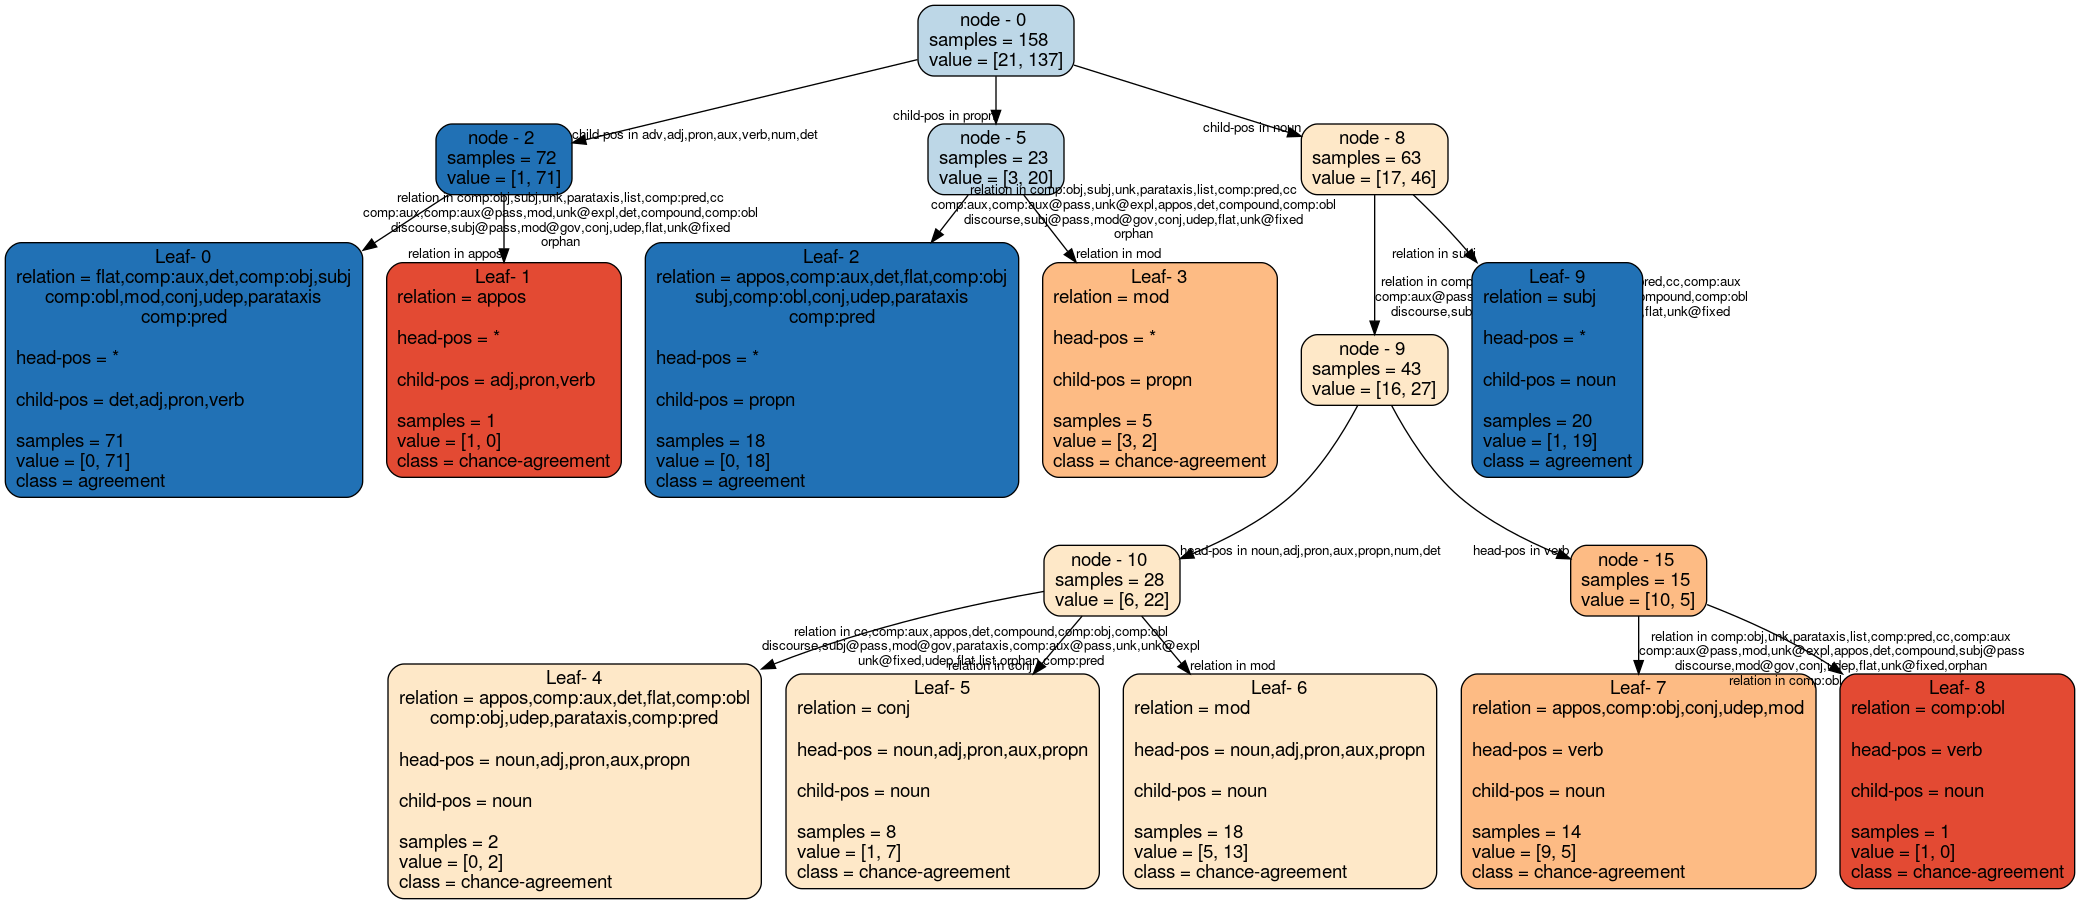 node - 0
samples = 158
value = [21, 137]
child-pos in adv,adj,pron,aux,verb,num,det
child-pos in propn
child-pos in noun
node - 2
samples = 72
value = [1, 71]
node - 5
samples = 23
value = [3, 20]
node - 8
samples = 63
value = [17, 46]
relation in comp:obj,subj,unk,parataxis,list,comp:pred,cc
comp:aux,comp:aux@pass,mod,unk@expl,det,compound,comp:obl
discourse,subj@pass,mod@gov,conj,udep,flat,unk@fixed
orphan
relation in appos
relation in comp:obj,subj,unk,parataxis,list,comp:pred,cc
comp:aux,comp:aux@pass,unk@expl,appos,det,compound,comp:obl
discourse,subj@pass,mod@gov,conj,udep,flat,unk@fixed
orphan
relation in mod
relation in subj
relation in comp
pred,cc,comp:aux
comp:aux@pass
compound,comp:obl
discourse,sub
flat,unk@fixed
Leaf- 0
relation = flat,comp:aux,det,comp:obj,subj
comp:obl,mod,conj,udep,parataxis
comp:pred
head-pos = *
child-pos = det,adj,pron,verb
samples = 71
value = [0, 71]
class = agreement
Leaf- 1
relation = appos
head-pos = *
child-pos = adj,pron,verb
samples = 1
value = [1, 0]
class = chance-agreement
Leaf- 2
relation = appos,comp:aux,det,flat,comp:obj
subj,comp:obl,conj,udep,parataxis
comp:pred
head-pos = *
child-pos = propn
samples = 18
value = [0, 18]
class = agreement
Leaf- 3
relation = mod
head-pos = *
child-pos = propn
samples = 5
value = [3, 2]
class = chance-agreement
node - 9
samples = 43
value = [16, 27]
Leaf- 9
relation = subj
head-pos = *
child-pos = noun
samples = 20
value = [1, 19]
class = agreement
head-pos in noun,adj,pron,aux,propn,num,det
head-pos in verb
node - 10
samples = 28
value = [6, 22]
node - 15
samples = 15
value = [10, 5]
relation in cc,comp:aux,appos,det,compound,comp:obj,comp:obl
discourse,subj@pass,mod@gov,parataxis,comp:aux@pass,unk,unk@expl
unk@fixed,udep,flat,list,orphan,comp:pred
relation in conj
relation in mod
relation in comp:obj,unk,parataxis,list,comp:pred,cc,comp:aux
comp:aux@pass,mod,unk@expl,appos,det,compound,subj@pass
discourse,mod@gov,conj,udep,flat,unk@fixed,orphan
relation in comp:obl
Leaf- 4
relation = appos,comp:aux,det,flat,comp:obl
comp:obj,udep,parataxis,comp:pred
head-pos = noun,adj,pron,aux,propn
child-pos = noun
samples = 2
value = [0, 2]
class = chance-agreement
Leaf- 5
relation = conj
head-pos = noun,adj,pron,aux,propn
child-pos = noun
samples = 8
value = [1, 7]
class = chance-agreement
Leaf- 6
relation = mod
head-pos = noun,adj,pron,aux,propn
child-pos = noun
samples = 18
value = [5, 13]
class = chance-agreement
Leaf- 7
relation = appos,comp:obj,conj,udep,mod
head-pos = verb
child-pos = noun
samples = 14
value = [9, 5]
class = chance-agreement
Leaf- 8
relation = comp:obl
head-pos = verb
child-pos = noun
samples = 1
value = [1, 0]
class = chance-agreement